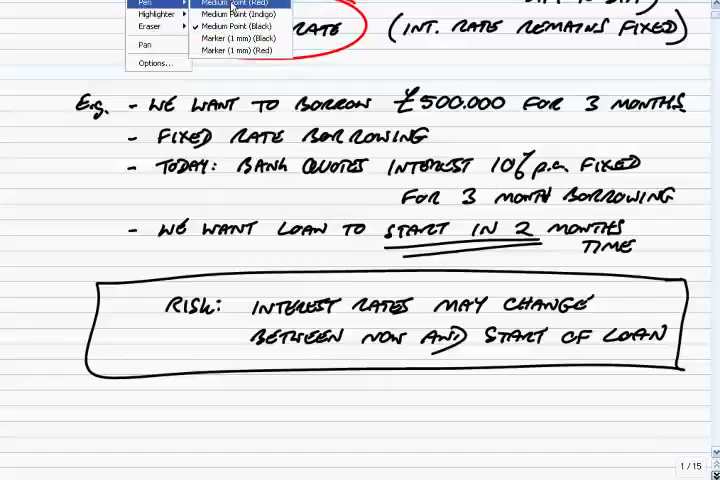 Pen
Medium Point (Red)
Highlighter
Medium Point (Indigo)
Eraser
Medium Point (Black)
Marker (1 mm) (Black)
Pan
Marker (1 mm) (Red)
Options...
RATE (INT. RATE REMAINS FIXED)
E.g. - WE WANT TO BORROW £500.000 FOR 3 MONTHS
- FIXED RATE BORROWING
- TODAY: BANK QUOTES INTEREST 10% p.a. FIXED
FOR 3 MONTH BORROWING
- WE WANT LOAN TO START IN 2 MONTHS
TIME
RISK: INTEREST RATES MAY CHANGE
BETWEEN NOW AND START OF LOAN
1 / 15